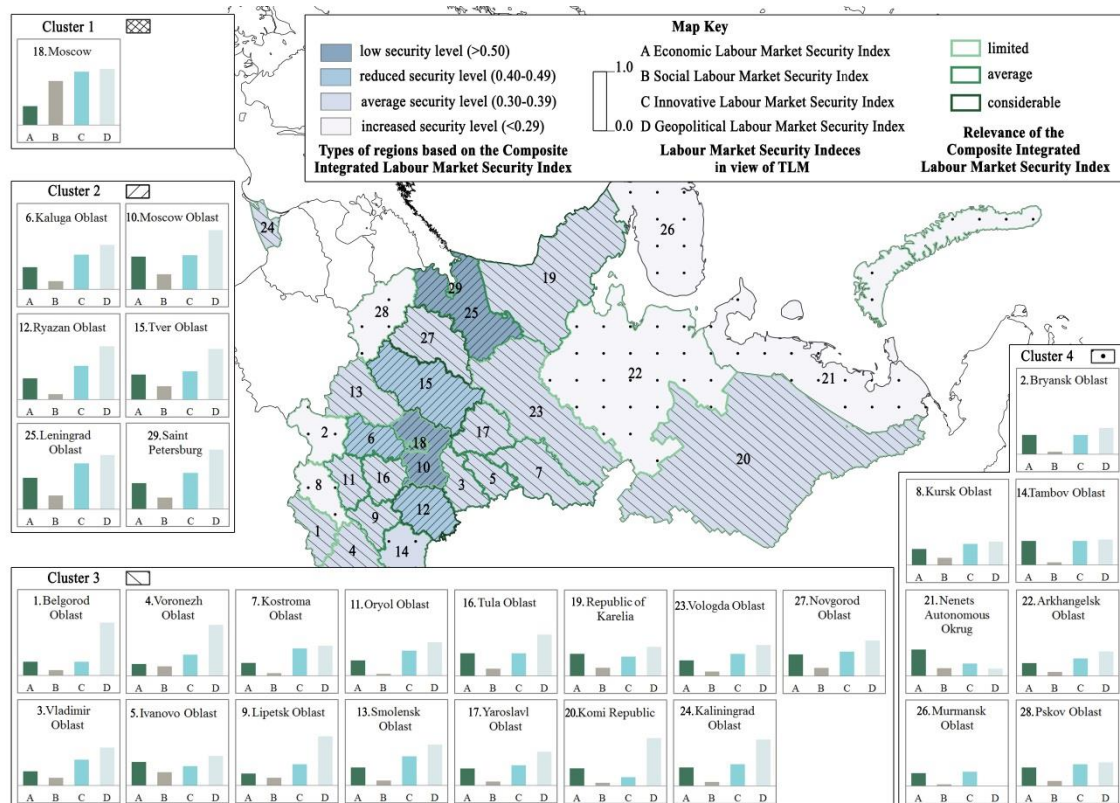 Cluster 1
18.Moscow
A B C D
Map Key
low security level (>0.50)
reduced security level (0.40-0.49)
average security level (0.30-0.39)
increased security level (<0.29)
Types of regions based on the Composite
Integrated Labour Market Security Index
1.0
0.0
A Economic Labour Market Security Index
B Social Labour Market Security Index
C Innovative Labour Market Security Index
D Geopolitical Labour Market Security Index
Labour Market Security Indeces
in view of TLM
limited
average
considerable
Relevance of the
Composite Integrated
Labour Market Security Index
Cluster 2
6.Kaluga Oblast
A B C D
10.Moscow Oblast
A B C D
12.Ryazan Oblast
A B C D
15.Tver Oblast
A B C D
25.Leningrad
Oblast
A B C D
29.Saint
Petersburg
A B C D
24
26
19
29
25
28
27
22
21
15
13
23
20
2
6
18
17
10
7
8
11
16
3
5
12
9
1
4
14
Cluster 4
2.Bryansk Oblast
A B C D
8.Kursk Oblast
A B C D
14.Tambov Oblast
A B C D
21.Nenets
Autonomous
Okrug
A B C D
22.Arkhangelsk
Oblast
A B C D
26.Murmansk
Oblast
A B C D
28.Pskov Oblast
A B C D
Cluster 3
1.Belgorod
Oblast
A B C D
4.Voronezh
Oblast
A B C D
7.Kostroma
Oblast
A B C D
11.Oryol Oblast
A B C D
16.Tula Oblast
A B C D
19.Republic of
Karelia
A B C D
23.Vologda Oblast
A B C D
27.Novgorod
Oblast
A B C D
3.Vladimir
Oblast
A B C D
5.Ivanovo Oblast
A B C D
9.Lipetsk Oblast
A B C D
13.Smolensk
Oblast
A B C D
17.Yaroslavl
Oblast
A B C D
20.Komi Republic
A B C D
24.Kaliningrad
Oblast
A B C D